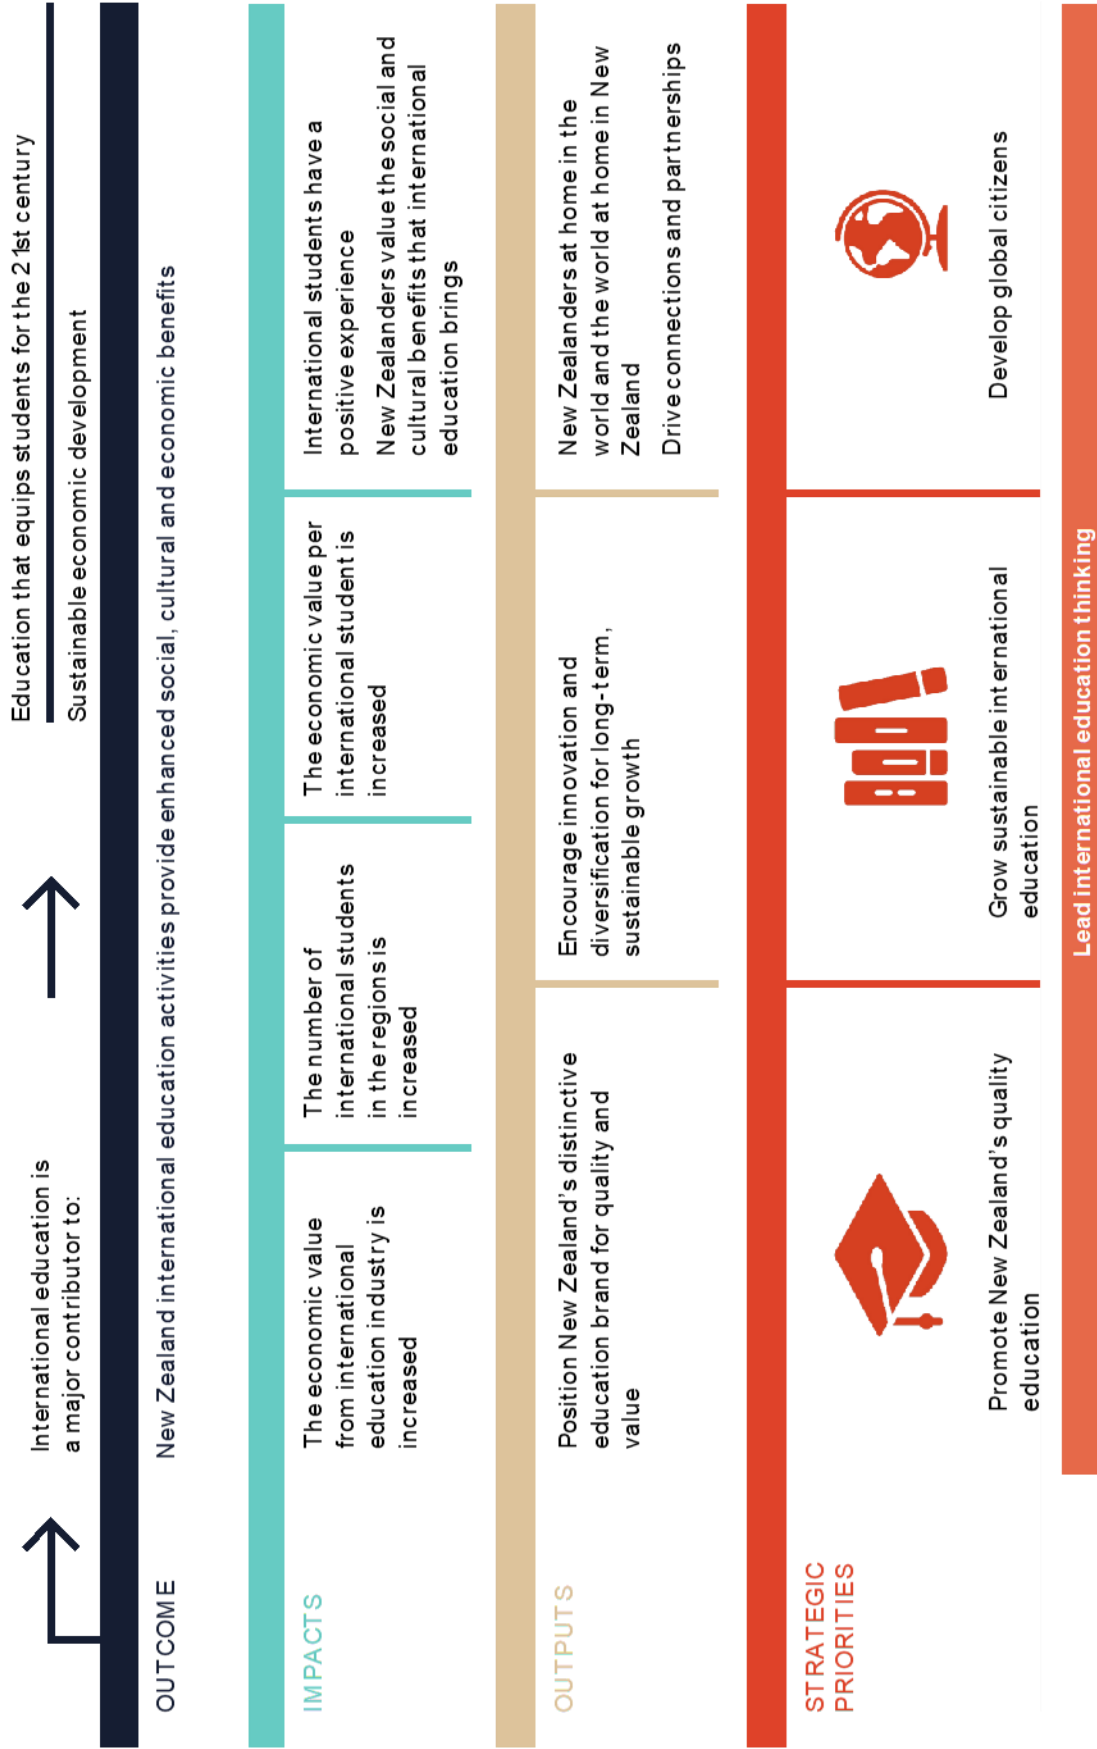 International education is
a major contributor to:
Education that equips students for the 21st century
Sustainable economic development
OUTCOME
New Zealand international education activities provide enhanced social, cultural and economic benefits
IMPACTS
The economic value
from international
education industry is
increased
The number of
international students
in the regions is
increased
The economic value per
international student is
increased
International students have a
positive experience
New Zealanders value the social and
cultural benefits that international
education brings
OUTPUTS
Position New Zealand's distinctive
education brand for quality and
value
Encourage innovation and
diversification for long-term,
sustainable growth
New Zealanders at home in the
world and the world at home in New
Zealand
Drive connections and partnerships
STRATEGIC
PRIORITIES
Promote New Zealand's quality
education
Grow sustainable international
education
Develop global citizens
Lead international education thinking